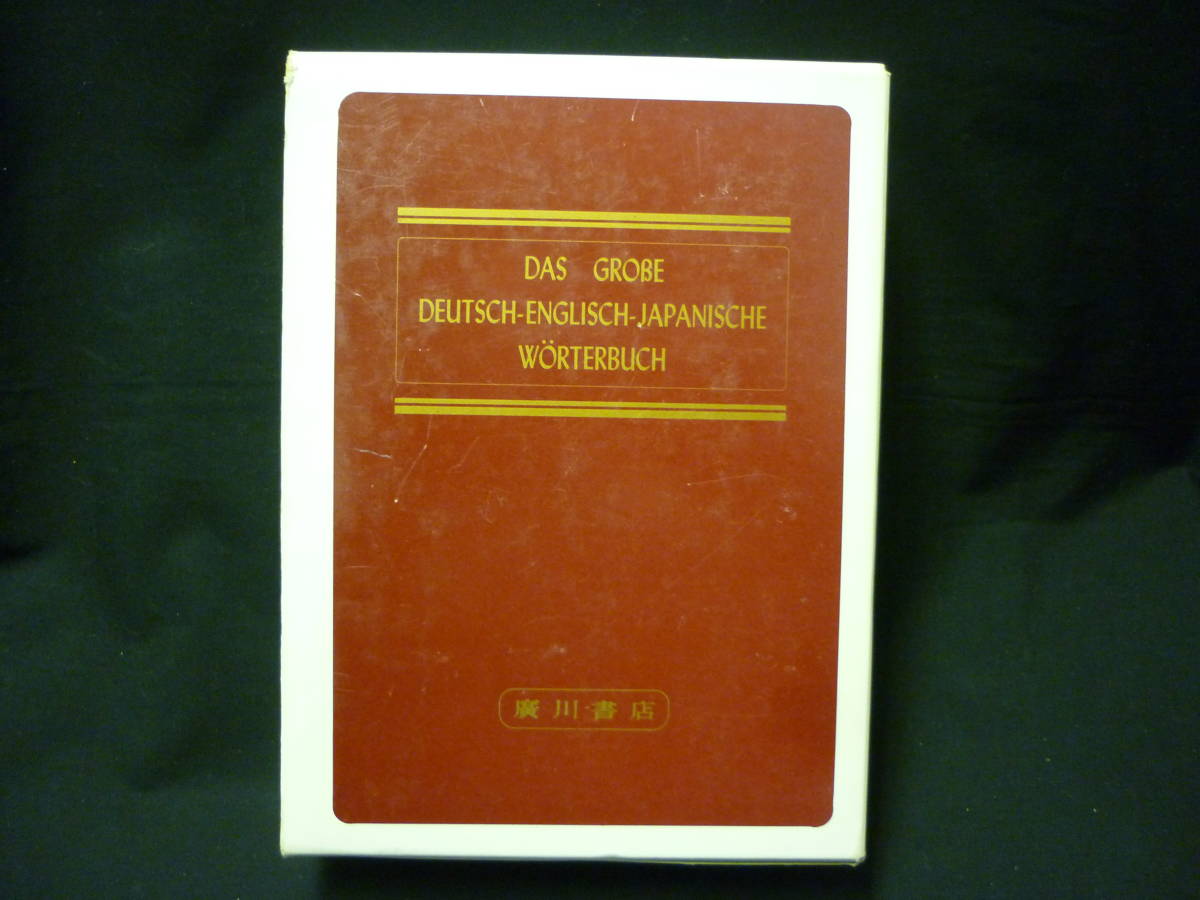 DAS GROßE
DEUTSCH-ENGLISCH-JAPANISCHE
WÖRTERBUCH
廣川書店